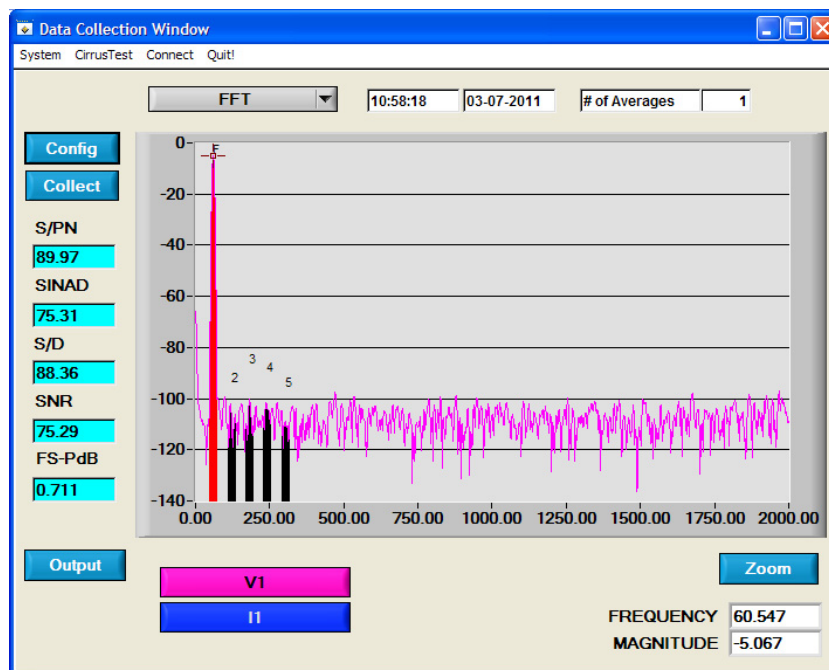 Data Collection Window
System CirrusTest Connect Quit!
FFT 10:58:18 03-07-2011 # of Averages 1
Config
Collect
S/PN
89.97
SINAD
75.31
S/D
88.36
SNR
75.29
FS-PdB
0.711
Output
0-
-20-
-40-
-60-
-80-
-100-
-120-
-140-
F
2 3 4 5
0.00 250.00 500.00 750.00 1000.00 1250.00 1500.00 1750.00 2000.00
V1
I1
Zoom
FREQUENCY 60.547
MAGNITUDE -5.067